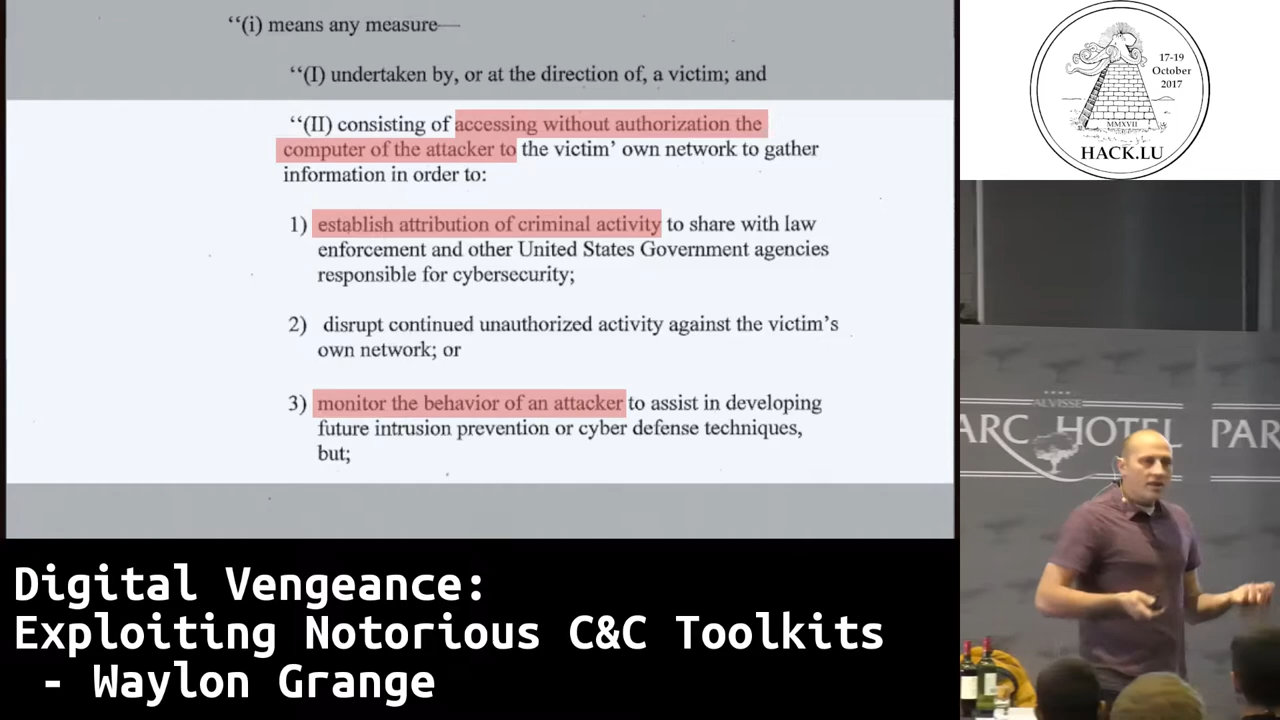 “(i) means any measure—
“(I) undertaken by, or at the direction of, a victim; and
“(II) consisting of accessing without authorization the
computer of the attacker to the victim’ own network to gather
information in order to:
1) establish attribution of criminal activity to share with law
enforcement and other United States Government agencies
responsible for cybersecurity;
2) disrupt continued unauthorized activity against the victim’s
own network; or
3) monitor the behavior of an attacker to assist in developing
future intrusion prevention or cyber defense techniques,
but;
Digital Vengeance:
Exploiting Notorious C&C Toolkits
- Waylon Grange
17-19
October
2017
MMXVII
HACK.LU
ALVISSE
ARC HOTEL PAR